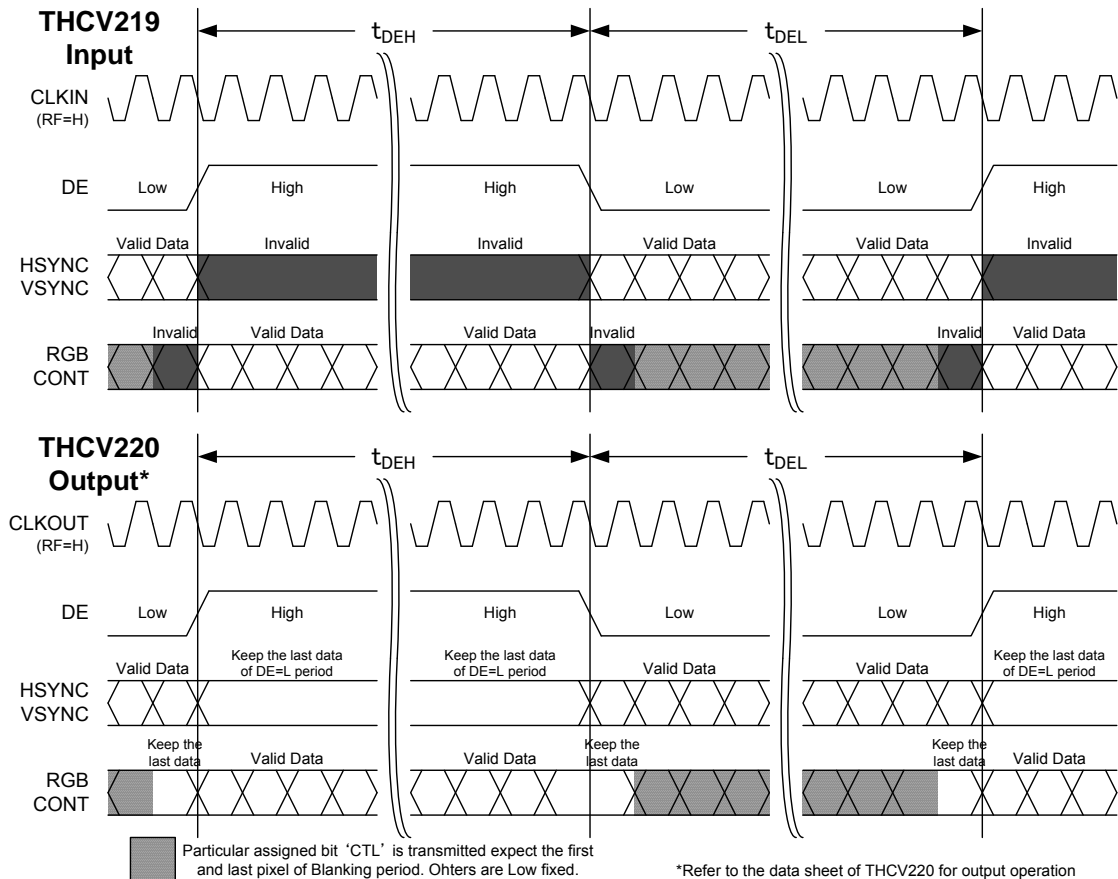 THCV219
Input
tDEH
tDEL
CLKIN
(RF=H)
DE
Low
High
High
Low
Low
High
Valid Data
Invalid
Invalid
Valid Data
Valid Data
Invalid
HSYNC
VSYNC
Invalid
Valid Data
Valid Data
Invalid
Invalid
Valid Data
RGB
CONT
THCV220
Output*
tDEH
tDEL
CLKOUT
(RF=H)
DE
Low
High
High
Low
Low
High
Valid Data
Keep the last data
of DE=L period
Keep the last data
of DE=L period
Valid Data
Valid Data
Keep the last data
of DE=L period
HSYNC
VSYNC
Keep the
last data
Valid Data
Valid Data
Keep the
last data
Keep the
last data
Valid Data
RGB
CONT
Particular assigned bit ‘CTL’ is transmitted expect the first
and last pixel of Blanking period. Ohters are Low fixed.
*Refer to the data sheet of THCV220 for output operation